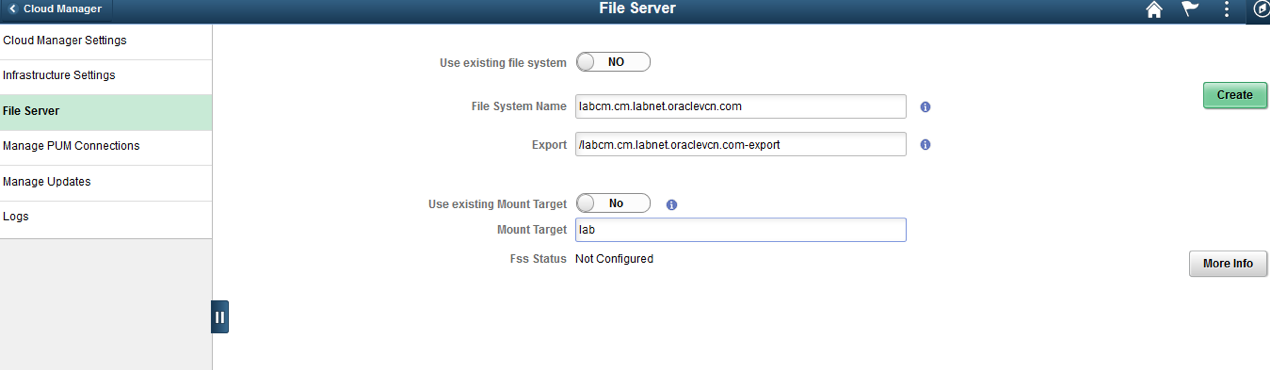 Cloud Manager
File Server
Cloud Manager Settings
Infrastructure Settings
File Server
Manage PUM Connections
Manage Updates
Logs
Use existing file system NO
File System Name labcm.cm.labnet.oraclevcn.com
Create
Export /labcm.cm.labnet.oraclevcn.com-export
Use existing Mount Target No
Mount Target lab
Fss Status Not Configured
More Info